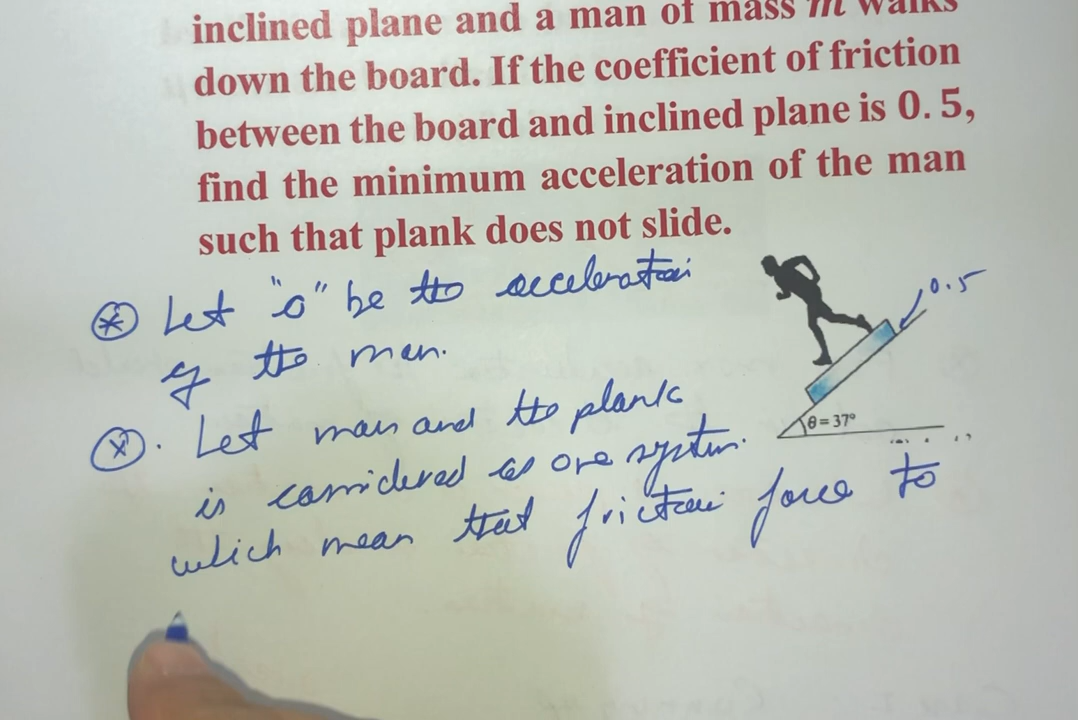 inclined plane and a man of mass m walks
down the board. If the coefficient of friction
between the board and inclined plane is 0.5,
find the minimum acceleration of the man
such that plank does not slide.
Let "a" be the acceleration
of the man.
0.5
Let man and the plank
is considered as one system.
which mean that friction force to
θ=37°